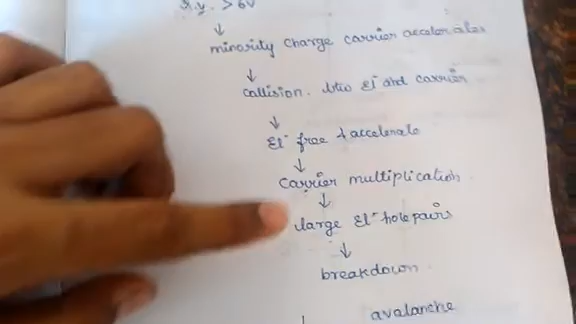 R.y. > 6V
↓
minority charge carrier accelerates
↓
collision. btw El⁻ and carrier
↓
El⁻ free & accelerate
↓
carrier multiplication
↓
large El⁻ hole pairs
↓
breakdown
avalanche